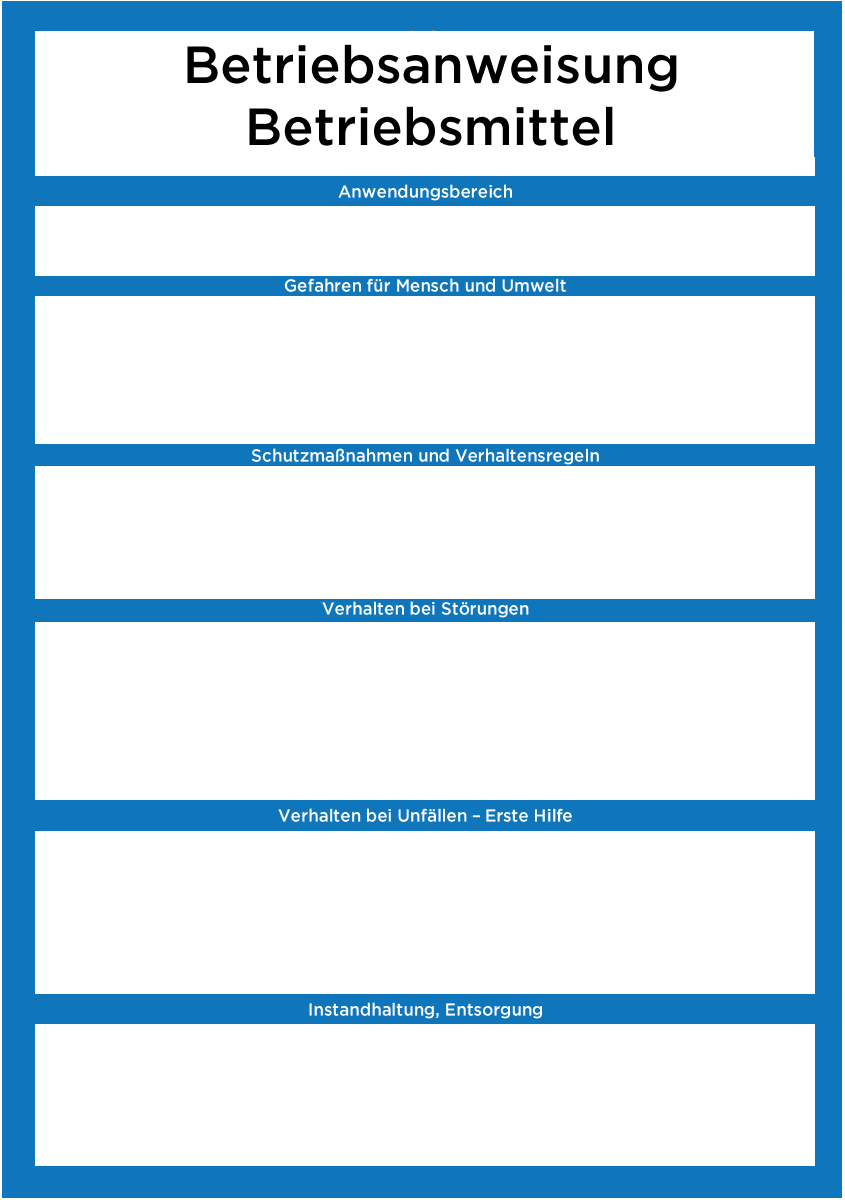 Betriebsanweisung
Betriebsmittel
Anwendungsbereich
Gefahren für Mensch und Umwelt
Schutzmaßnahmen und Verhaltensregeln
Verhalten bei Störungen
Verhalten bei Unfällen – Erste Hilfe
Instandhaltung, Entsorgung